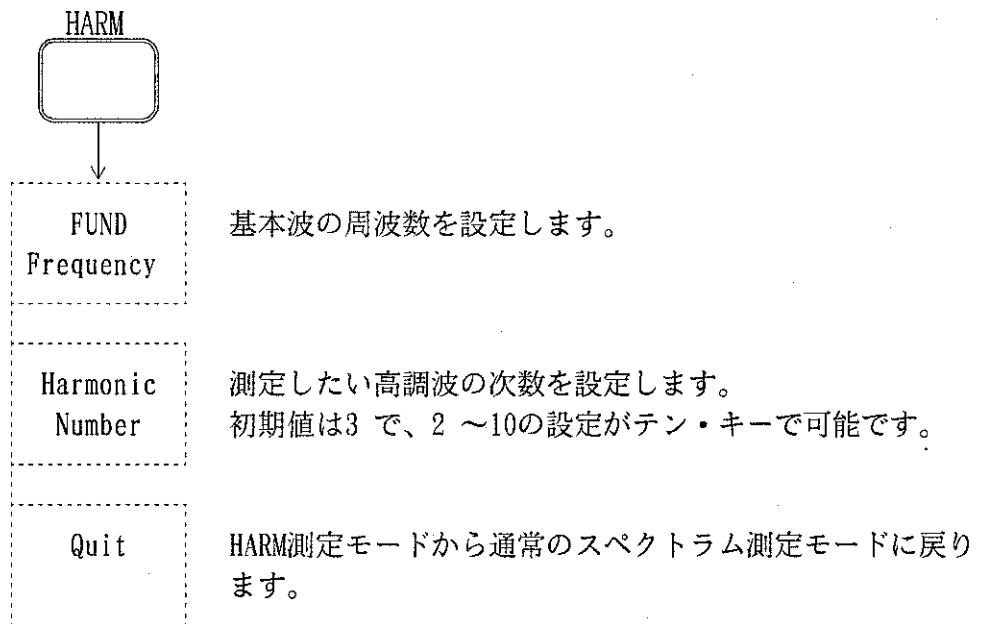 HARM
FUND
Frequency
基本波の周波数を設定します。
Harmonic
Number
測定したい高調波の次数を設定します。
初期値は3 で、2 ～10の設定がテン・キーで可能です。
Quit
HARM測定モードから通常のスペクトラム測定モードに戻り
ます。